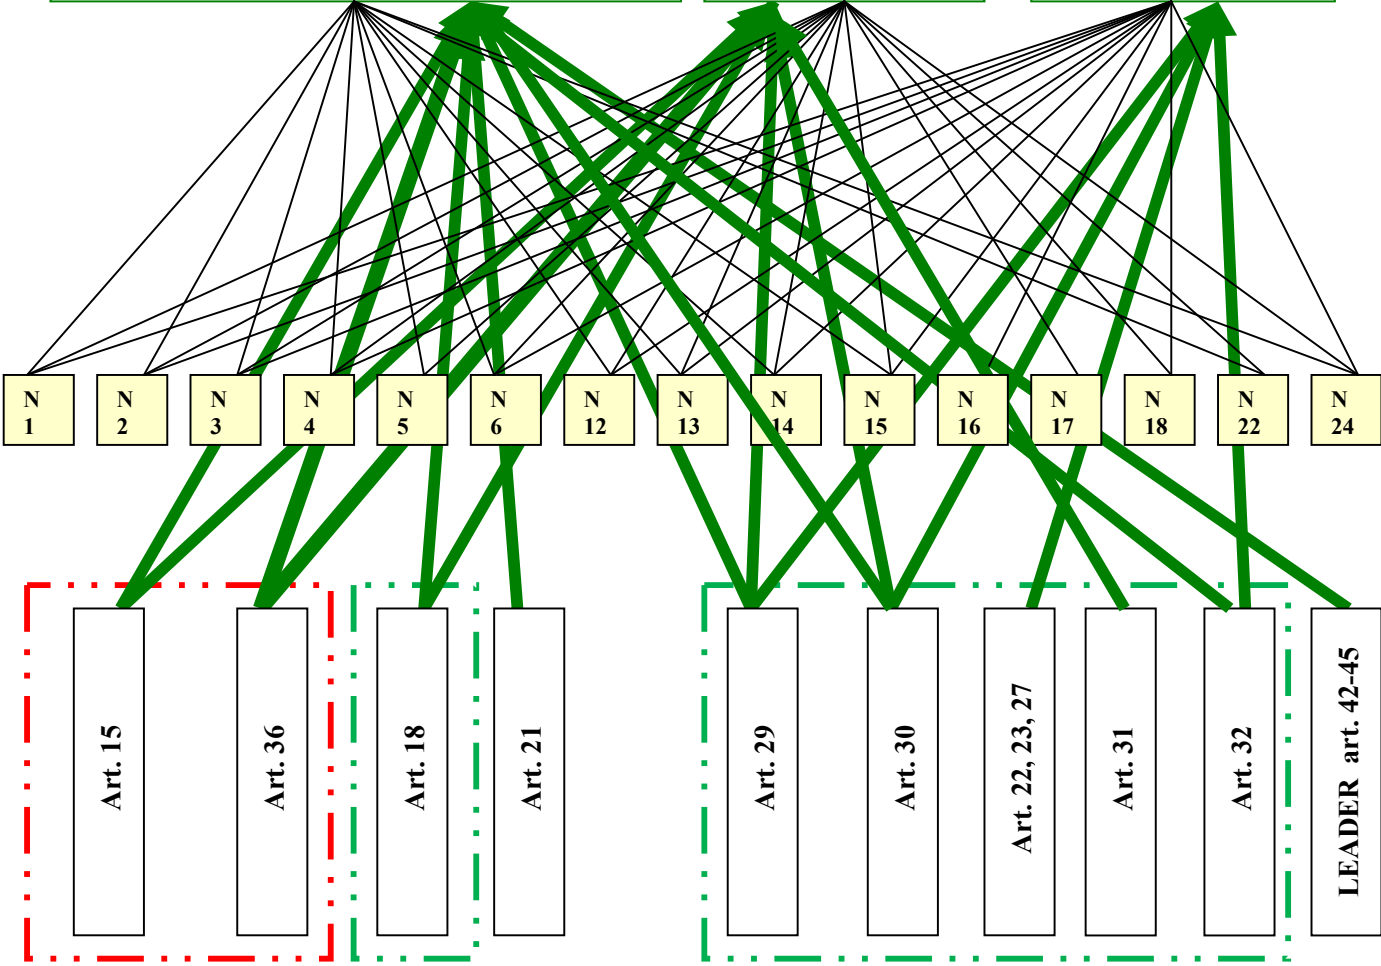 N
1
N
2
N
3
N
4
N
5
N
6
N
12
N
13
N
14
N
15
N
16
N
17
N
18
N
22
N
24
Art. 15
Art. 36
Art. 18
Art. 21
Art. 29
Art. 30
Art. 22, 23, 27
Art. 31
Art. 32
LEADER art. 42-45